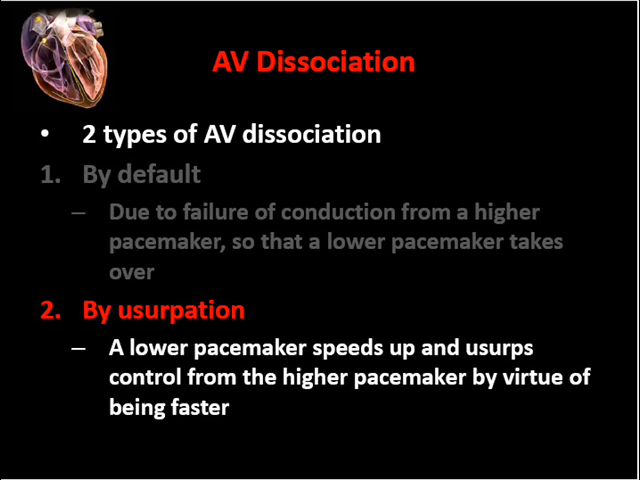 AV Dissociation
• 2 types of AV dissociation
1. By default
– Due to failure of conduction from a higher
pacemaker, so that a lower pacemaker takes
over
2. By usurpation
– A lower pacemaker speeds up and usurps
control from the higher pacemaker by virtue of
being faster